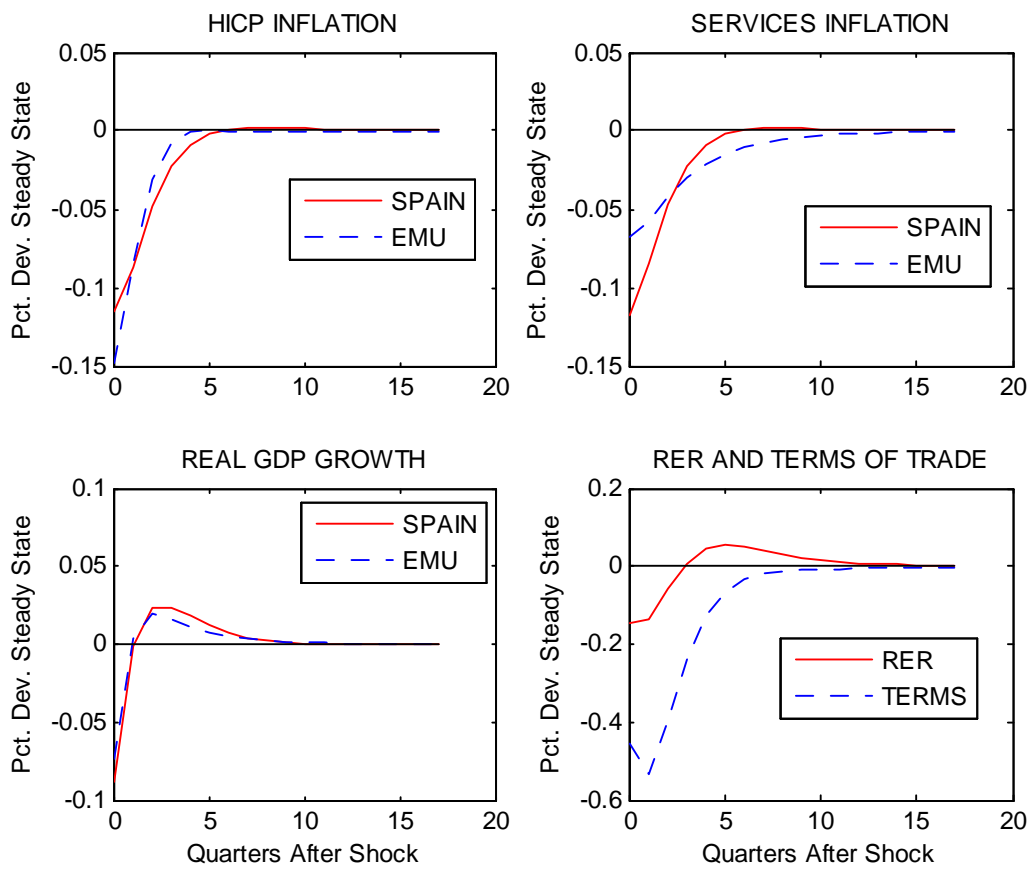 HICP INFLATION
0.05
0
-0.05
-0.1
-0.15
Pct. Dev. Steady State
SPAIN
EMU
0 5 10 15 20
SERVICES INFLATION
0.05
0
-0.05
-0.1
-0.15
Pct. Dev. Steady State
SPAIN
EMU
0 5 10 15 20
REAL GDP GROWTH
0.1
0.05
0
-0.05
-0.1
Pct. Dev. Steady State
SPAIN
EMU
0 5 10 15 20
Quarters After Shock
RER AND TERMS OF TRADE
0.2
0
-0.2
-0.4
-0.6
Pct. Dev. Steady State
RER
TERMS
0 5 10 15 20
Quarters After Shock